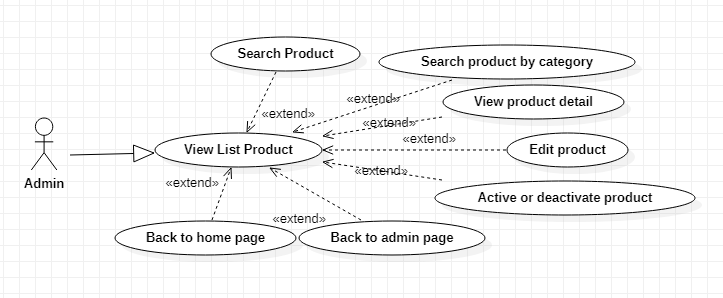 Search Product
Search product by category
«extend»
View product detail
«extend»
«extend»
«extend»
View List Product
Edit product
Admin
«extend»
«extend»
Active or deactivate product
«extend»
Back to home page
Back to admin page